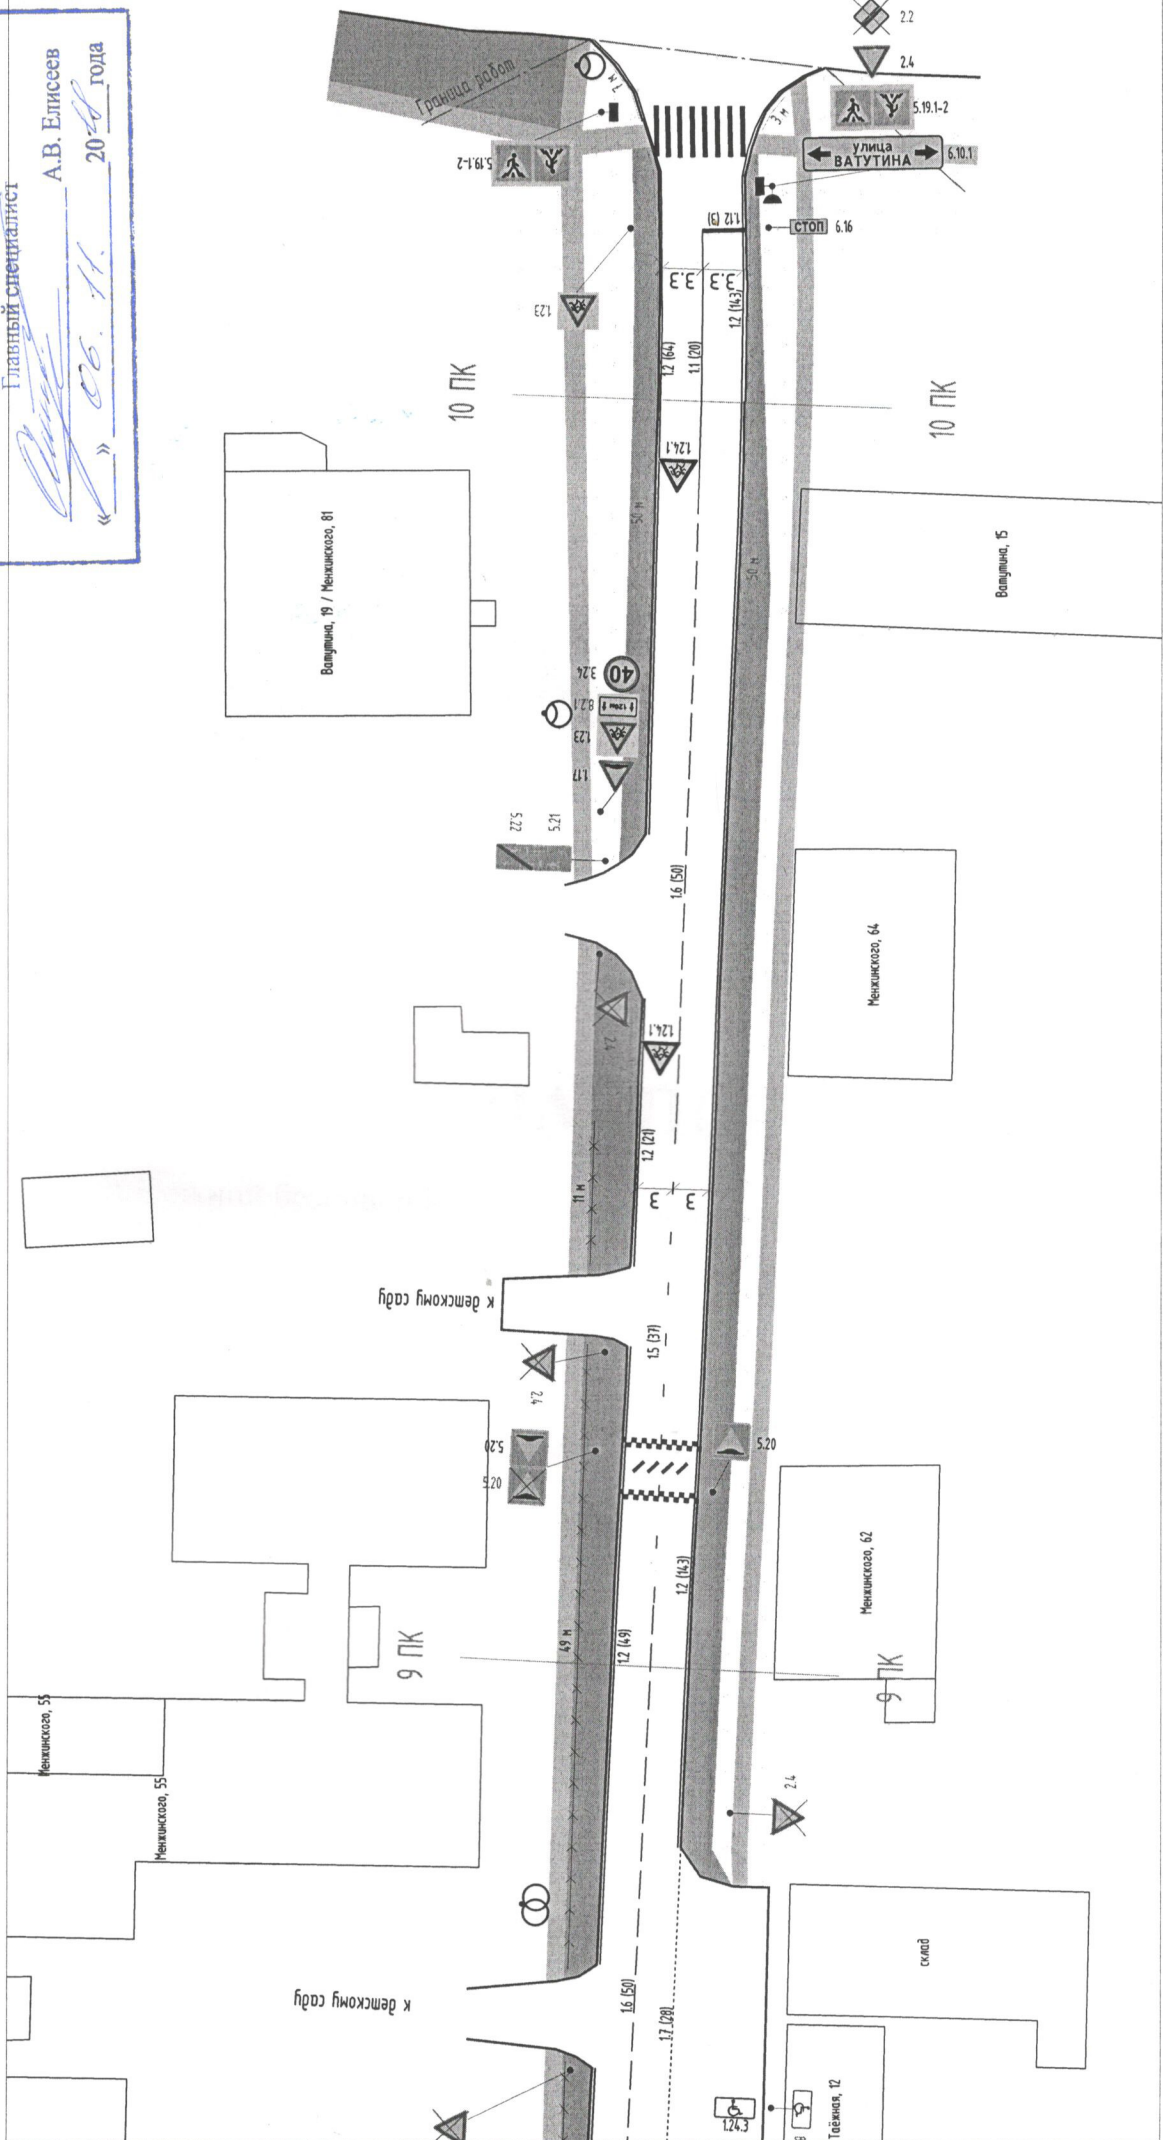 Главный специалист
А.В. Елисеев
«    » 06. 11. 20    года
2.2
2.4
Граница работ
7 м
3 м
5.19.1-2
5.19.1-2
улица
ВАТУТИНА
6.10.1
1.12 (3)
СТОП
6.16
3.3
3.3
1.23
1.2 (143)
1.2 (64)
1.1 (20)
10 ПК
10 ПК
1.24.1
Ватутина, 19 / Менжинского, 81
50 м
50 м
Ватутина, 15
3.24
40
8.2.1
120м
1.23
1.17
5.22
5.21
1.6 (50)
Менжинского, 64
2.4
1.24.1
1.2 (21)
11 м
3
3
к детскому саду
1.5 (37)
2.4
5.20
5.20
5.20
Менжинского, 62
1.2 (143)
49 м
1.2 (49)
9 ПК
9 ПК
Менжинского, 55
Менжинского, 55
2.4
склад
к детскому саду
1.6 (50)
1.7 (28)
1.24.3
Таёжная, 12